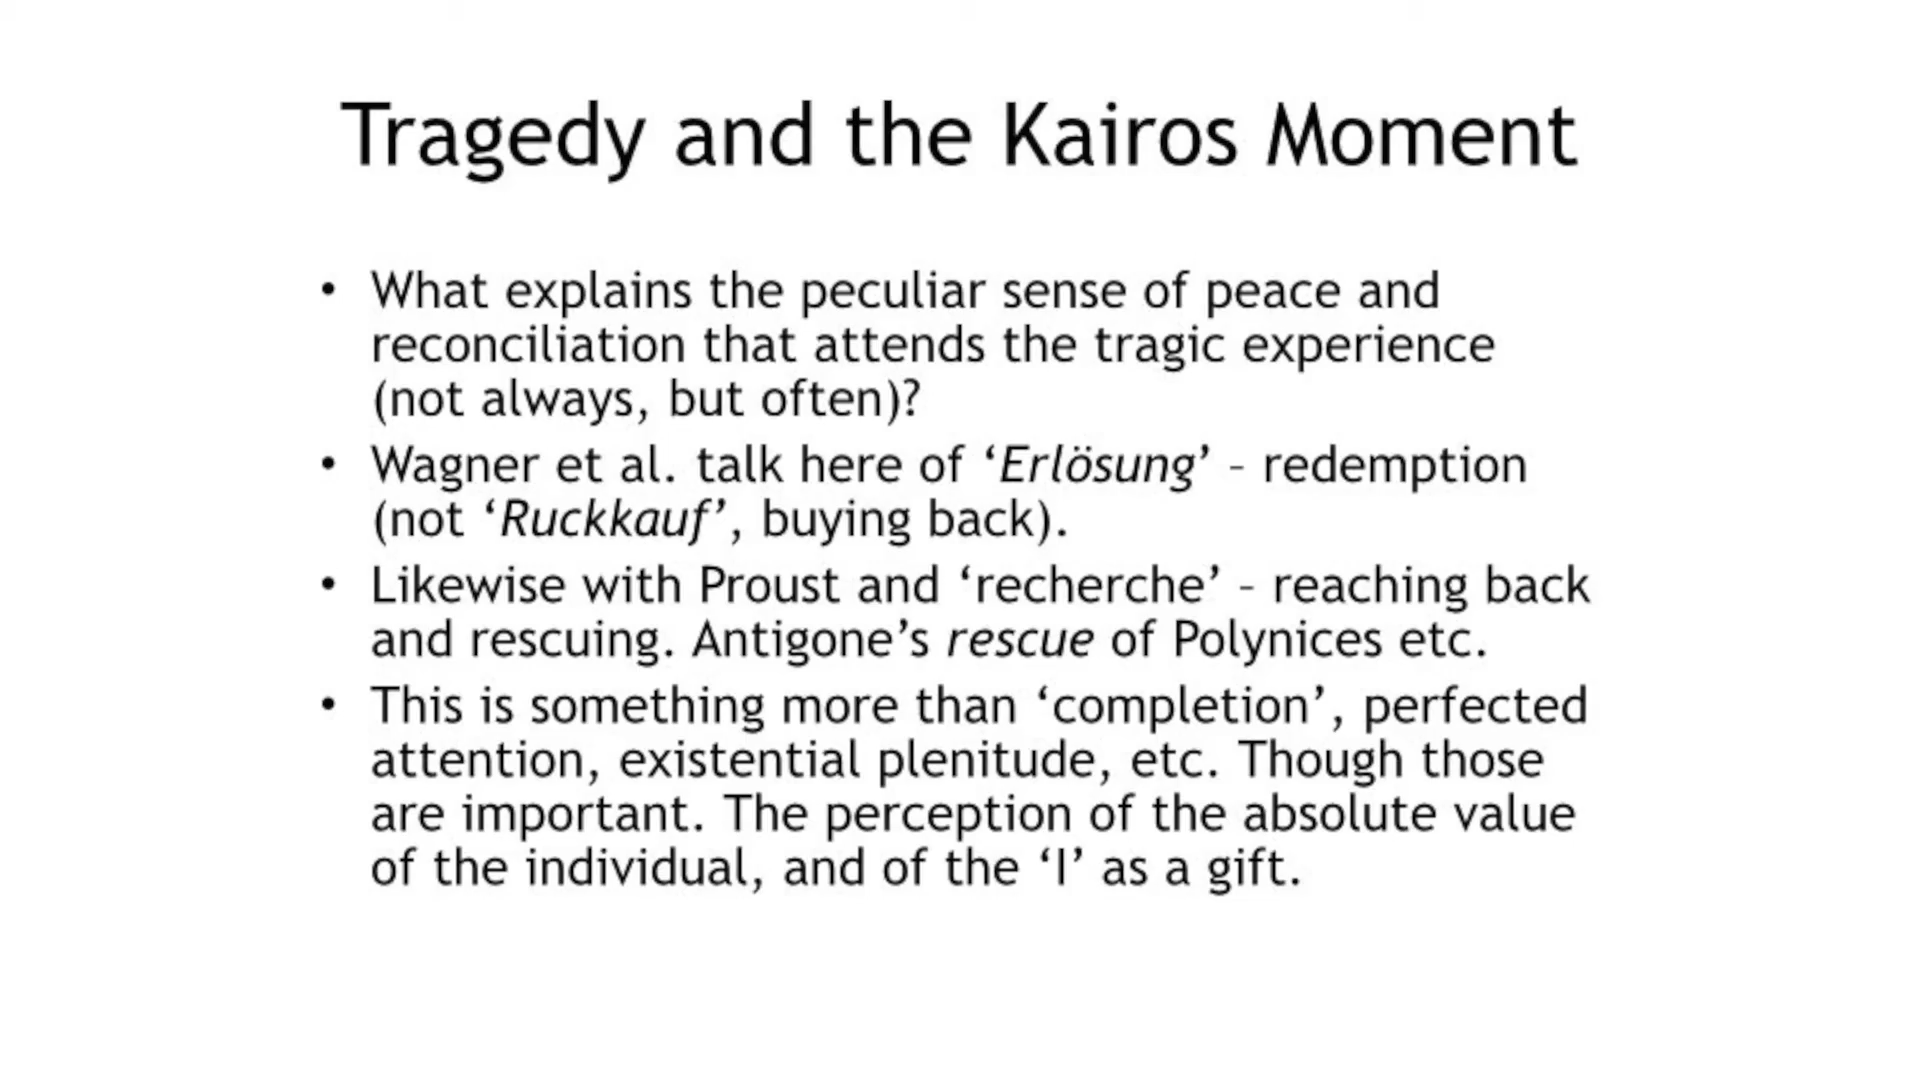 Tragedy and the Kairos Moment
• What explains the peculiar sense of peace and
reconciliation that attends the tragic experience
(not always, but often)?
• Wagner et al. talk here of ‘Erlösung’ – redemption
(not ‘Ruckkauf’, buying back).
• Likewise with Proust and ‘recherche’ – reaching back
and rescuing. Antigone’s rescue of Polynices etc.
• This is something more than ‘completion’, perfected
attention, existential plenitude, etc. Though those
are important. The perception of the absolute value
of the individual, and of the ‘I’ as a gift.